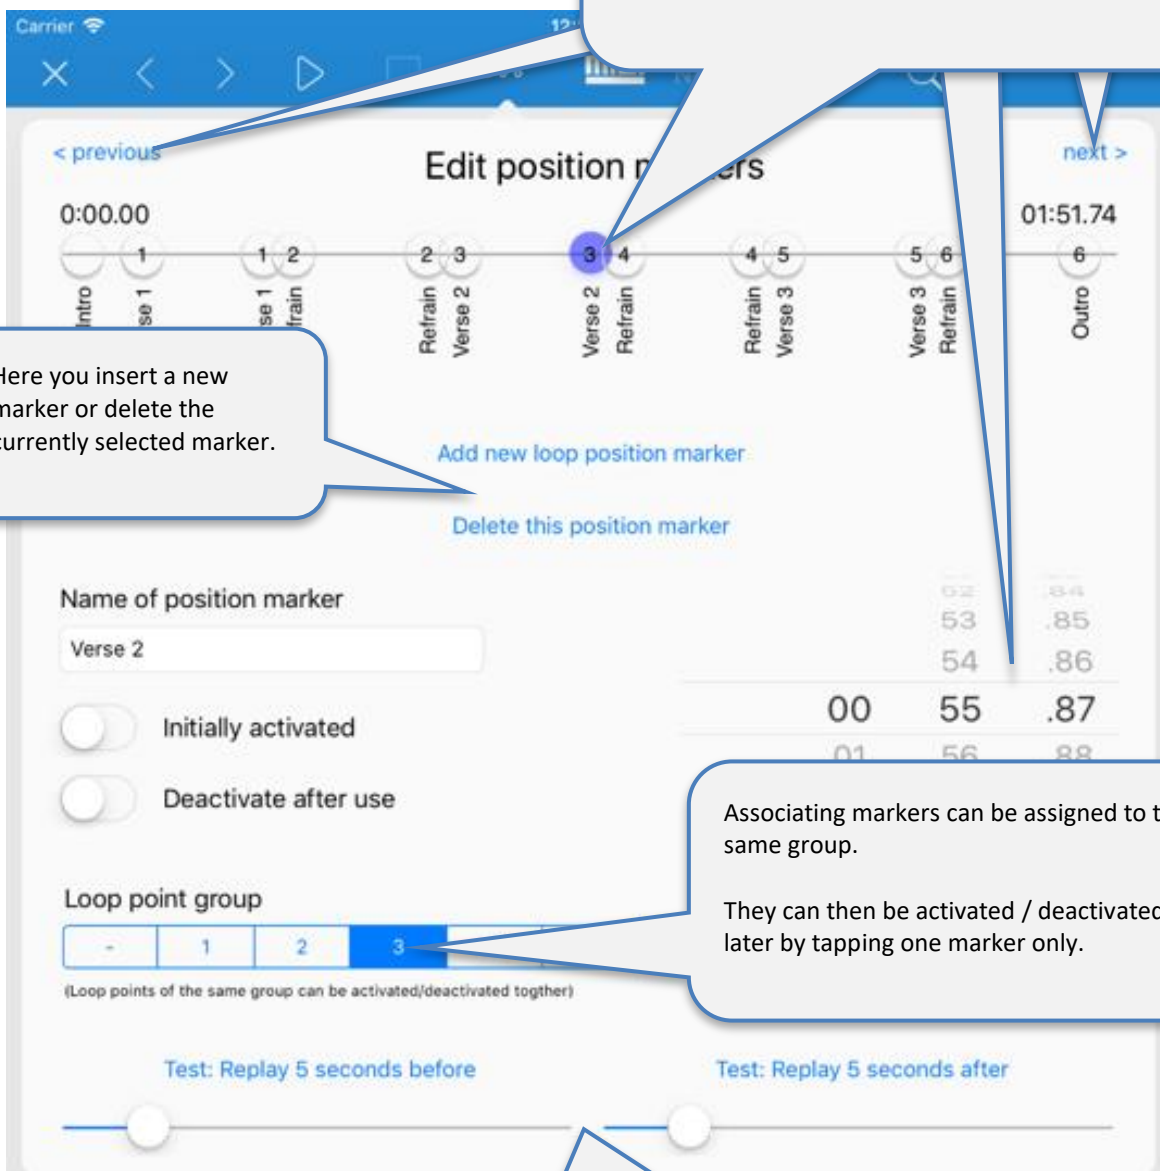 Carrier
< previous
Edit position
next >
0:00.00
01:51.74
1 1 2 2 3 3 4 4 5 5 6 6
Intro
Refrain
Verse 2
Verse 2
Refrain
Refrain
Verse 3
Verse 3
Refrain
Outro
Here you insert a new
marker or delete the
currently selected marker.
Add new loop position marker
Delete this position marker
Name of position marker
Verse 2
53 .85
54 .86
00 55 .87
01 56 .88
Initially activated
Deactivate after use
Associating markers can be assigned to
same group.
They can then be activated / deactivated
later by tapping one marker only.
Loop point group
- 1 2 3
(Loop points of the same group can be activated/deactivated togther)
Test: Replay 5 seconds before
Test: Replay 5 seconds after